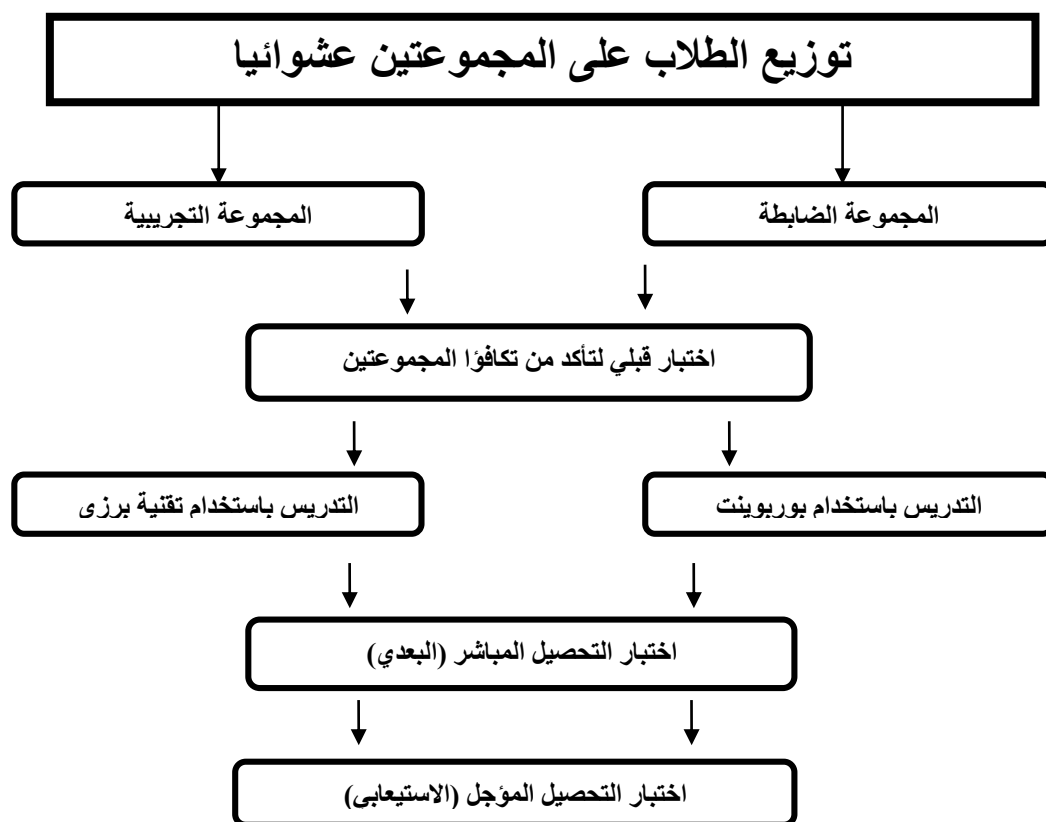 توزيع الطلاب على المجموعتين عشوائيا
المجموعة الضابطة
المجموعة التجريبية
اختبار قبلي لتأكد من تكافؤا المجموعتين
التدريس باستخدام بوربوينت
التدريس باستخدام تقنية برزى
اختبار التحصيل المباشر (البعدي)
اختبار التحصيل المؤجل (الاستيعابى)